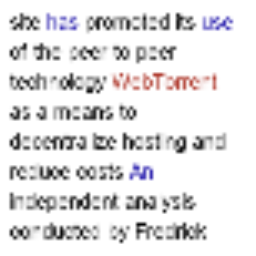 site has promoted its use
of the peer to peer
technology WebTorrent
as a means to
decentralize hosting and
reduce costs An
independent analysis
conducted by Fredrick